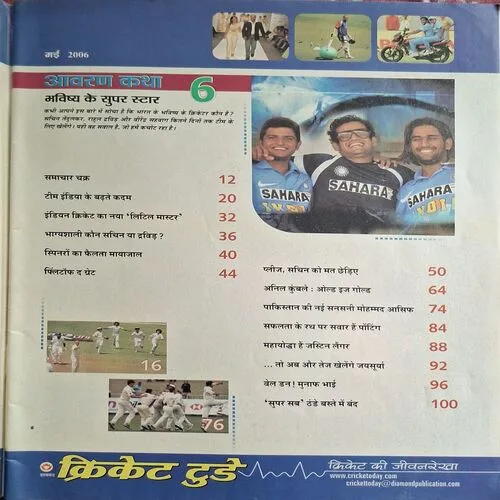 मई 2006
आवरण कथा 6
भविष्य के सुपर स्टार
कभी आपने इस बारे में सोचा है कि भारत के भविष्य के क्रिकेटर कौन है?
सचिन तेंदुलकर, राहुल द्रविड़ और वीरेंद्र सहवाग कितने दिनों तक टीम के
लिए खेलेंगे। यही वह सवाल है, जो हमें कचोट रहा है।
SAHARA
SAHARA
SAHARA
समाचार चक्र 12
टीम इंडिया के बढ़ते कदम 20
इंडियन क्रिकेट का नया 'लिटिल मास्टर' 32
भाग्यशाली कौन सचिन या द्रविड़? 36
स्पिनरों का फैलता मायाजाल 40
फ्लिंटॉफ द ग्रेट 44
प्लीज, सचिन को मत छेड़िए 50
अनिल कुंबले : ओल्ड इज गोल्ड 64
पाकिस्तान की नई सनसनी मोहम्मद आसिफ 74
सफलता के रथ पर सवार हैं पोंटिंग 84
महायोद्धा हैं जस्टिन लैंगर 88
... तो अब और तेज खेलेंगे जयसूर्या 92
वेल डन! मुनाफ भाई 96
'सुपर सब' ठंडे बस्ते में बंद 100
16
76
क्रिकेट टुडे
क्रिकेट की जीवनरेखा
www.crickettoday.com
crickettoday@diamondpublication.com